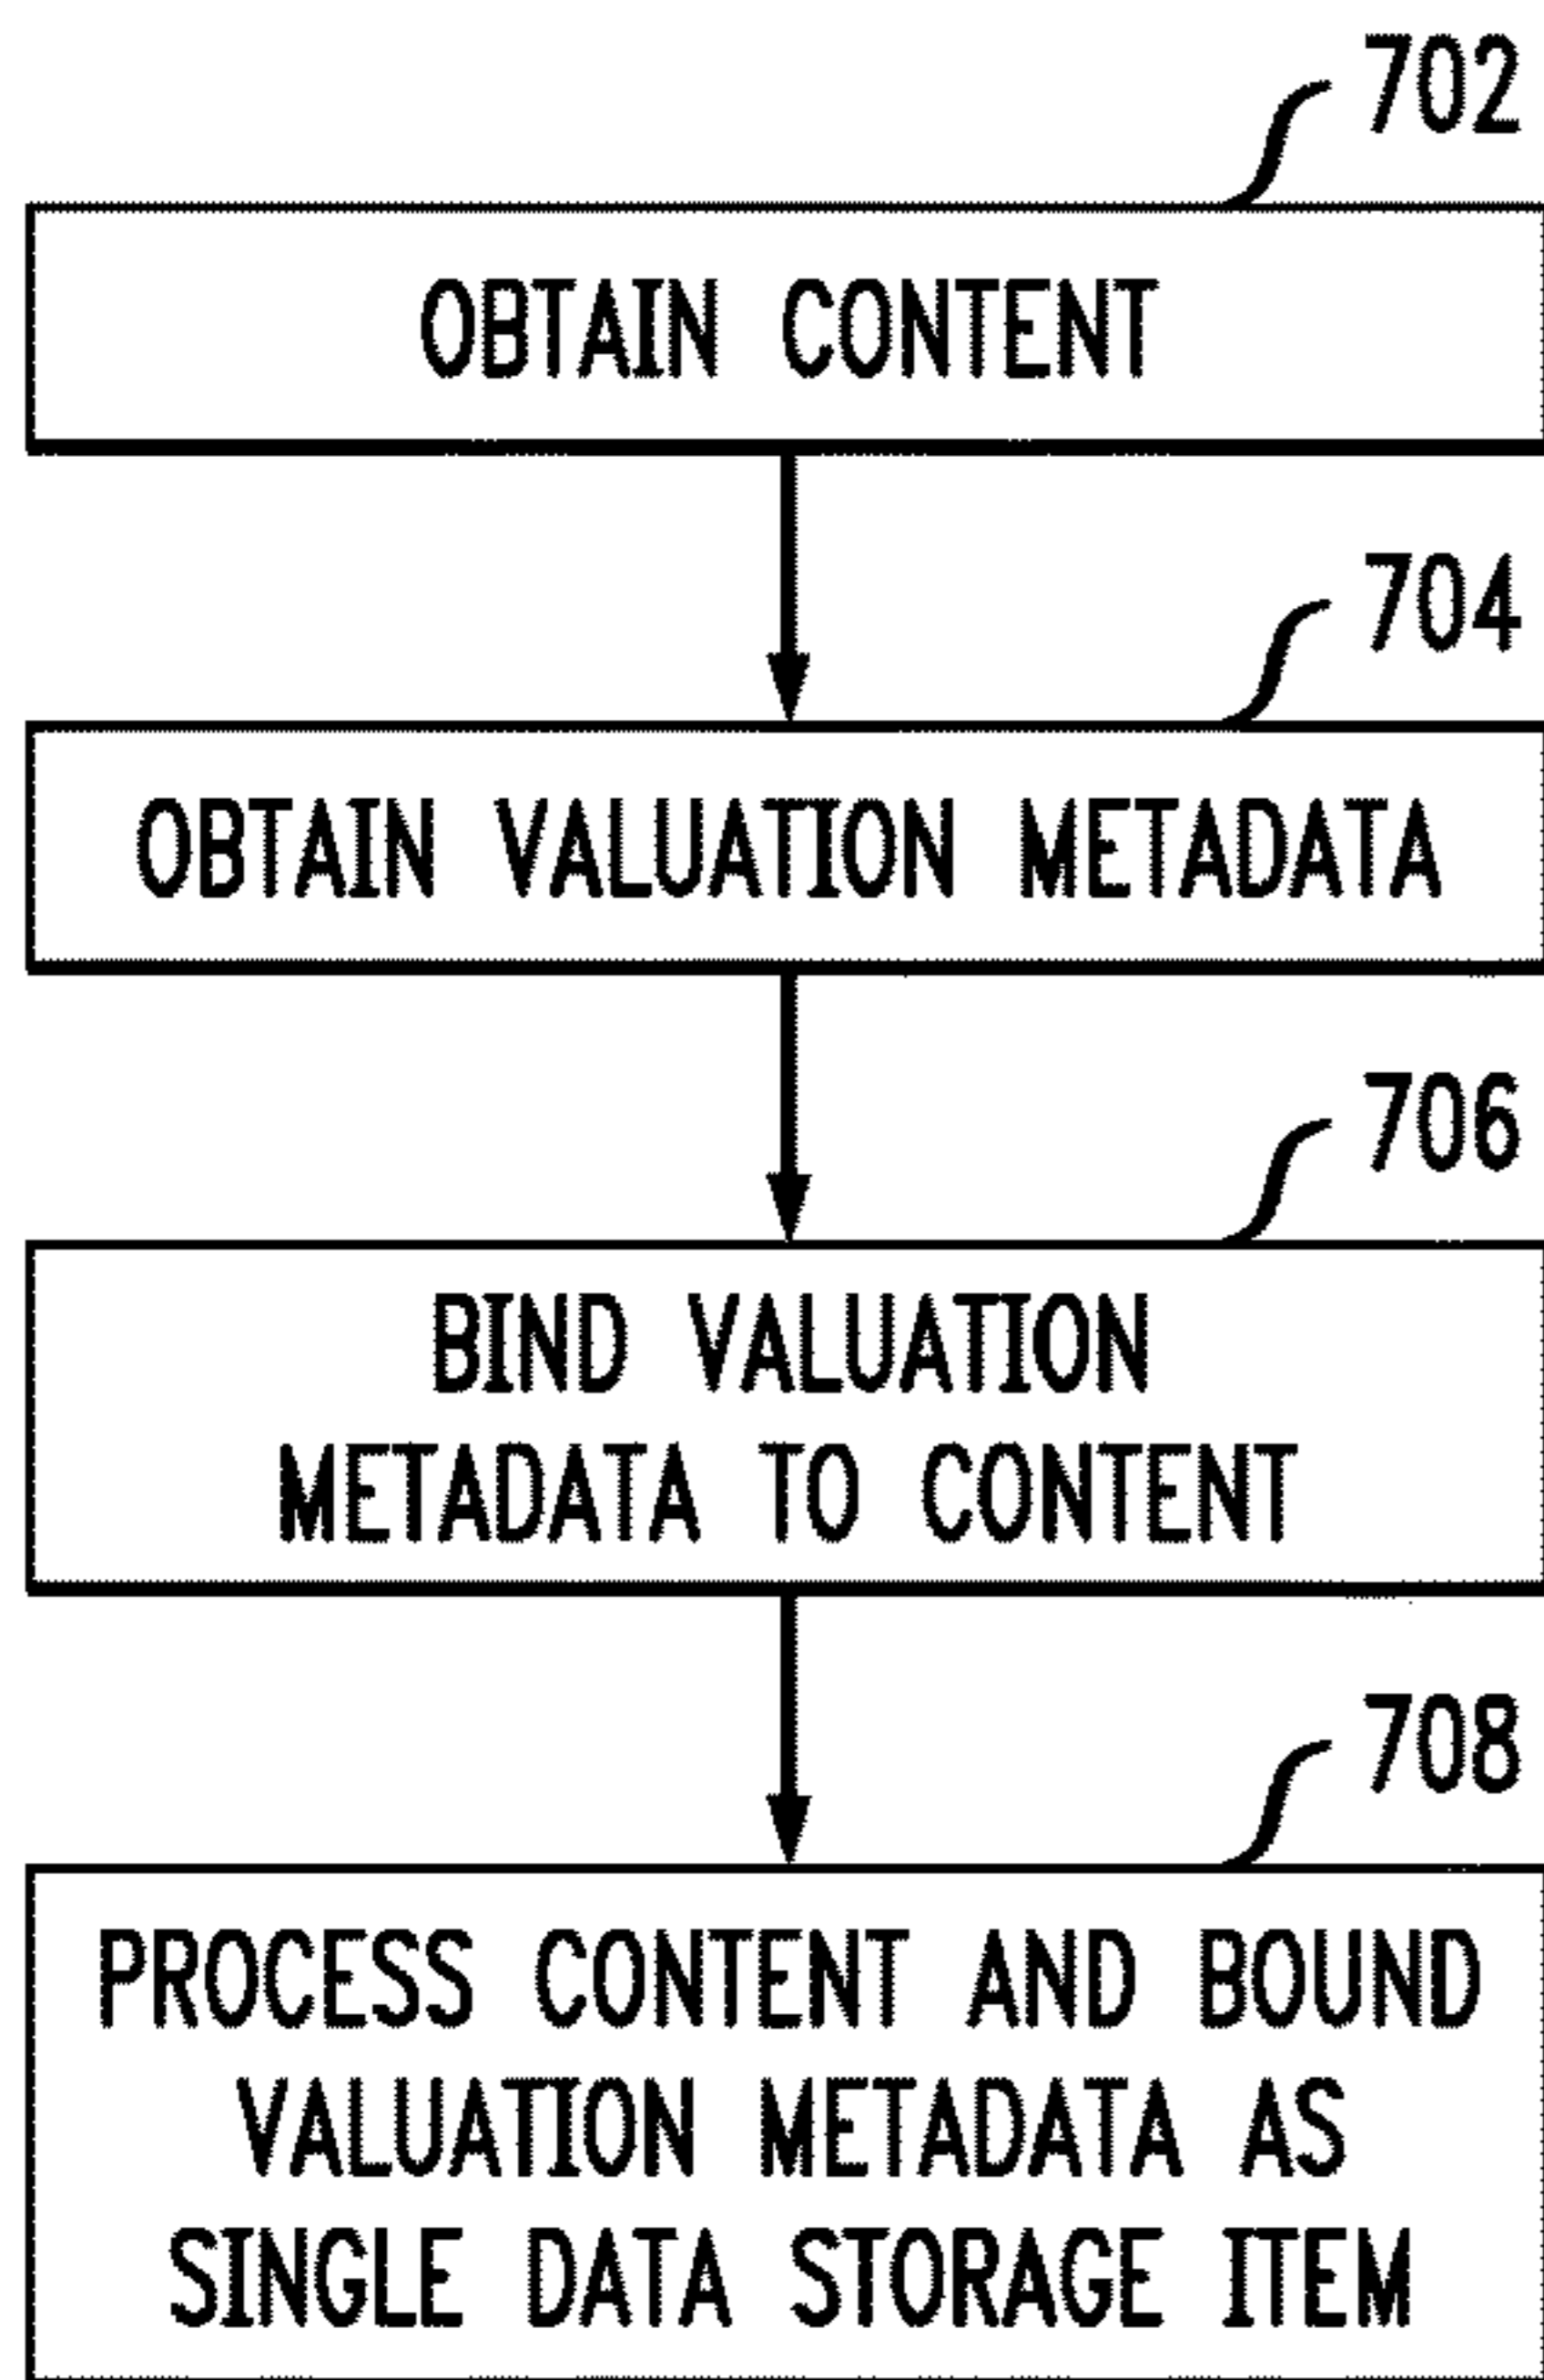 702
OBTAIN CONTENT
704
OBTAIN VALUATION METADATA
706
BIND VALUATION
METADATA TO CONTENT
708
PROCESS CONTENT AND BOUND
VALUATION METADATA AS
SINGLE DATA STORAGE ITEM